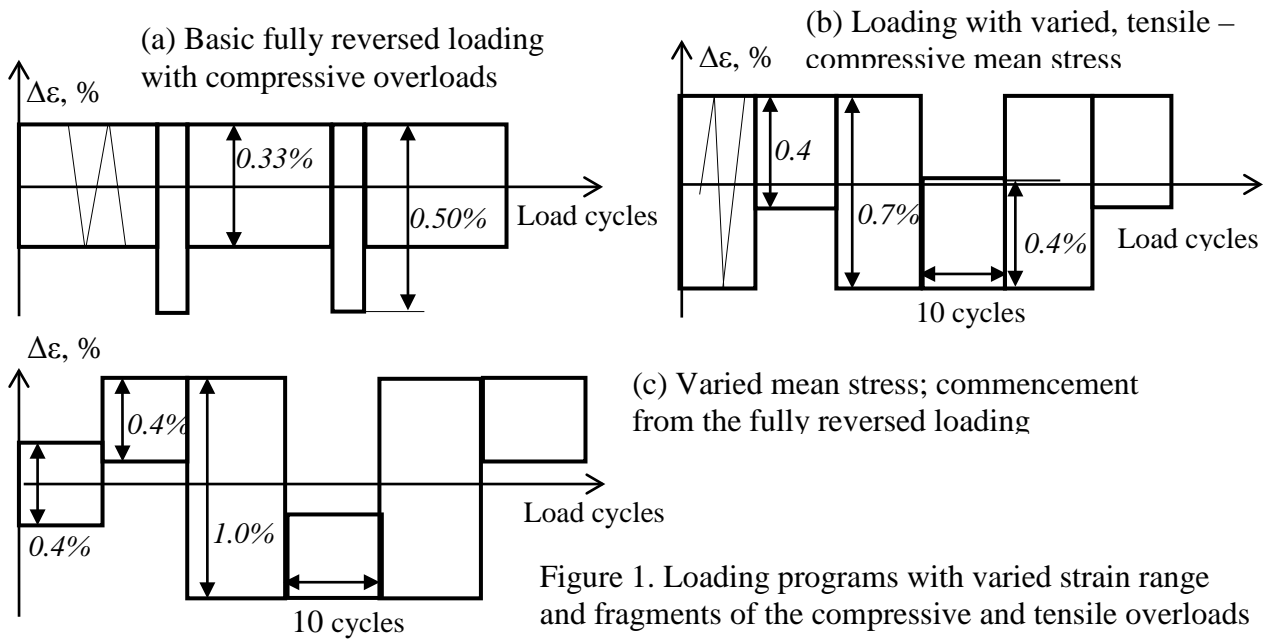 (a) Basic fully reversed loading
with compressive overloads
Δε, %
0.33%
0.50%
Load cycles
(b) Loading with varied, tensile –
compressive mean stress
Δε, %
0.4
0.7%
0.4%
Load cycles
10 cycles
Δε, %
0.4%
0.4%
1.0%
Load cycles
10 cycles
(c) Varied mean stress; commencement
from the fully reversed loading
Figure 1. Loading programs with varied strain range
and fragments of the compressive and tensile overloads